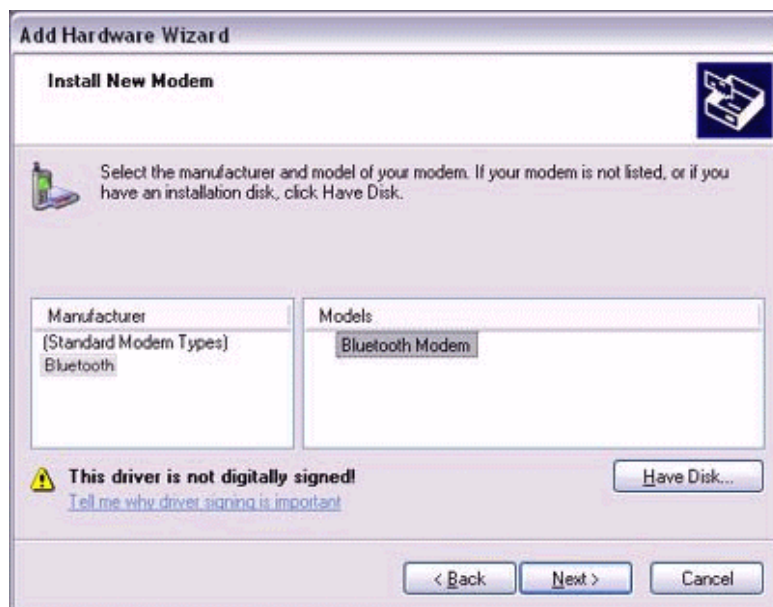 Add Hardware Wizard
Install New Modem
Select the manufacturer and model of your modem. If your modem is not listed, or if you
have an installation disk, click Have Disk.
Manufacturer
(Standard Modem Types)
Bluetooth
Models
Bluetooth Modem
This driver is not digitally signed!
Tell me why driver signing is important
Have Disk...
< Back
Next >
Cancel